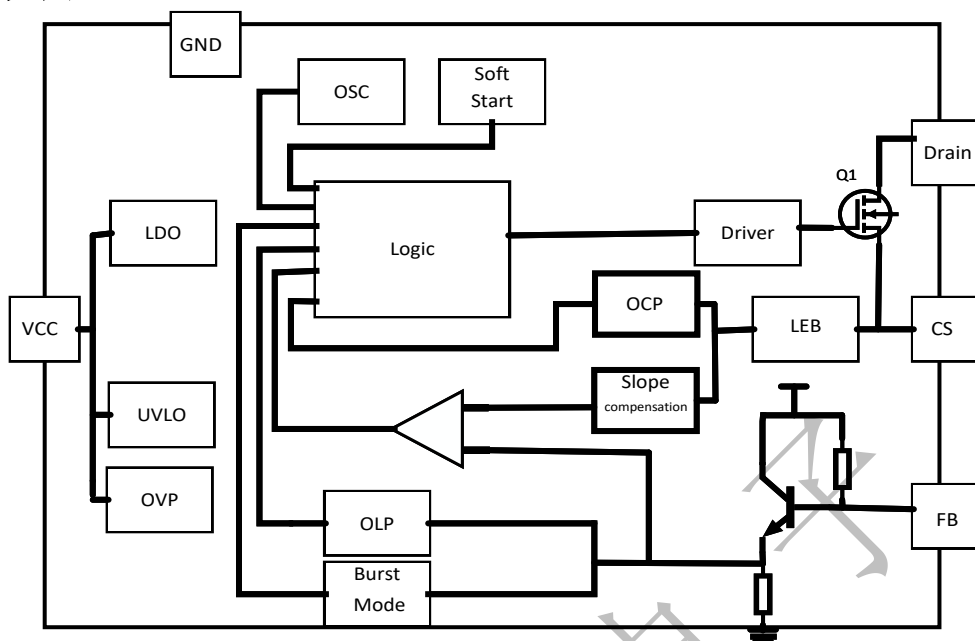 GND
OSC
Soft
Start
Drain
Q1
LDO
Logic
Driver
VCC
OCP
LEB
CS
Slope
compensation
UVLO
OVP
OLP
FB
Burst
Mode